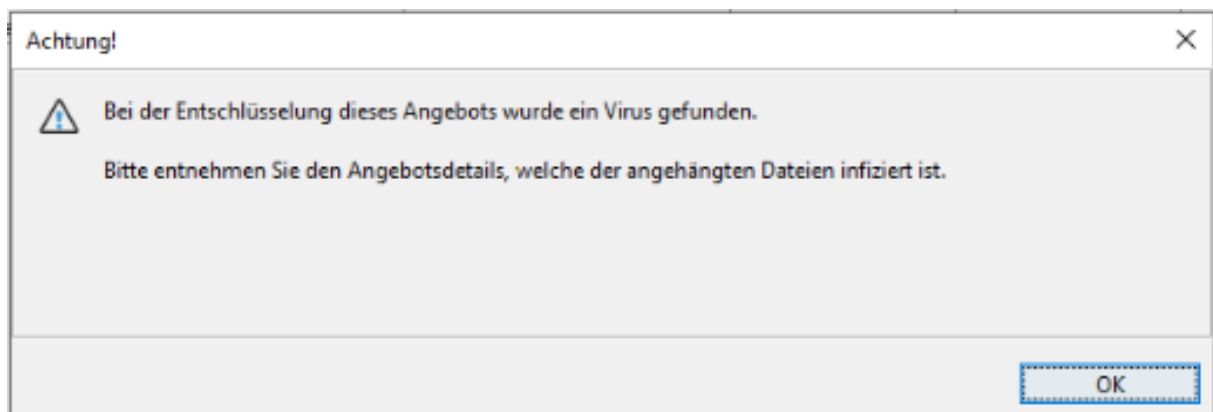 Achtung!
Bei der Entschlüsselung dieses Angebots wurde ein Virus gefunden.
Bitte entnehmen Sie den Angebotsdetails, welche der angehängten Dateien infiziert ist.
OK